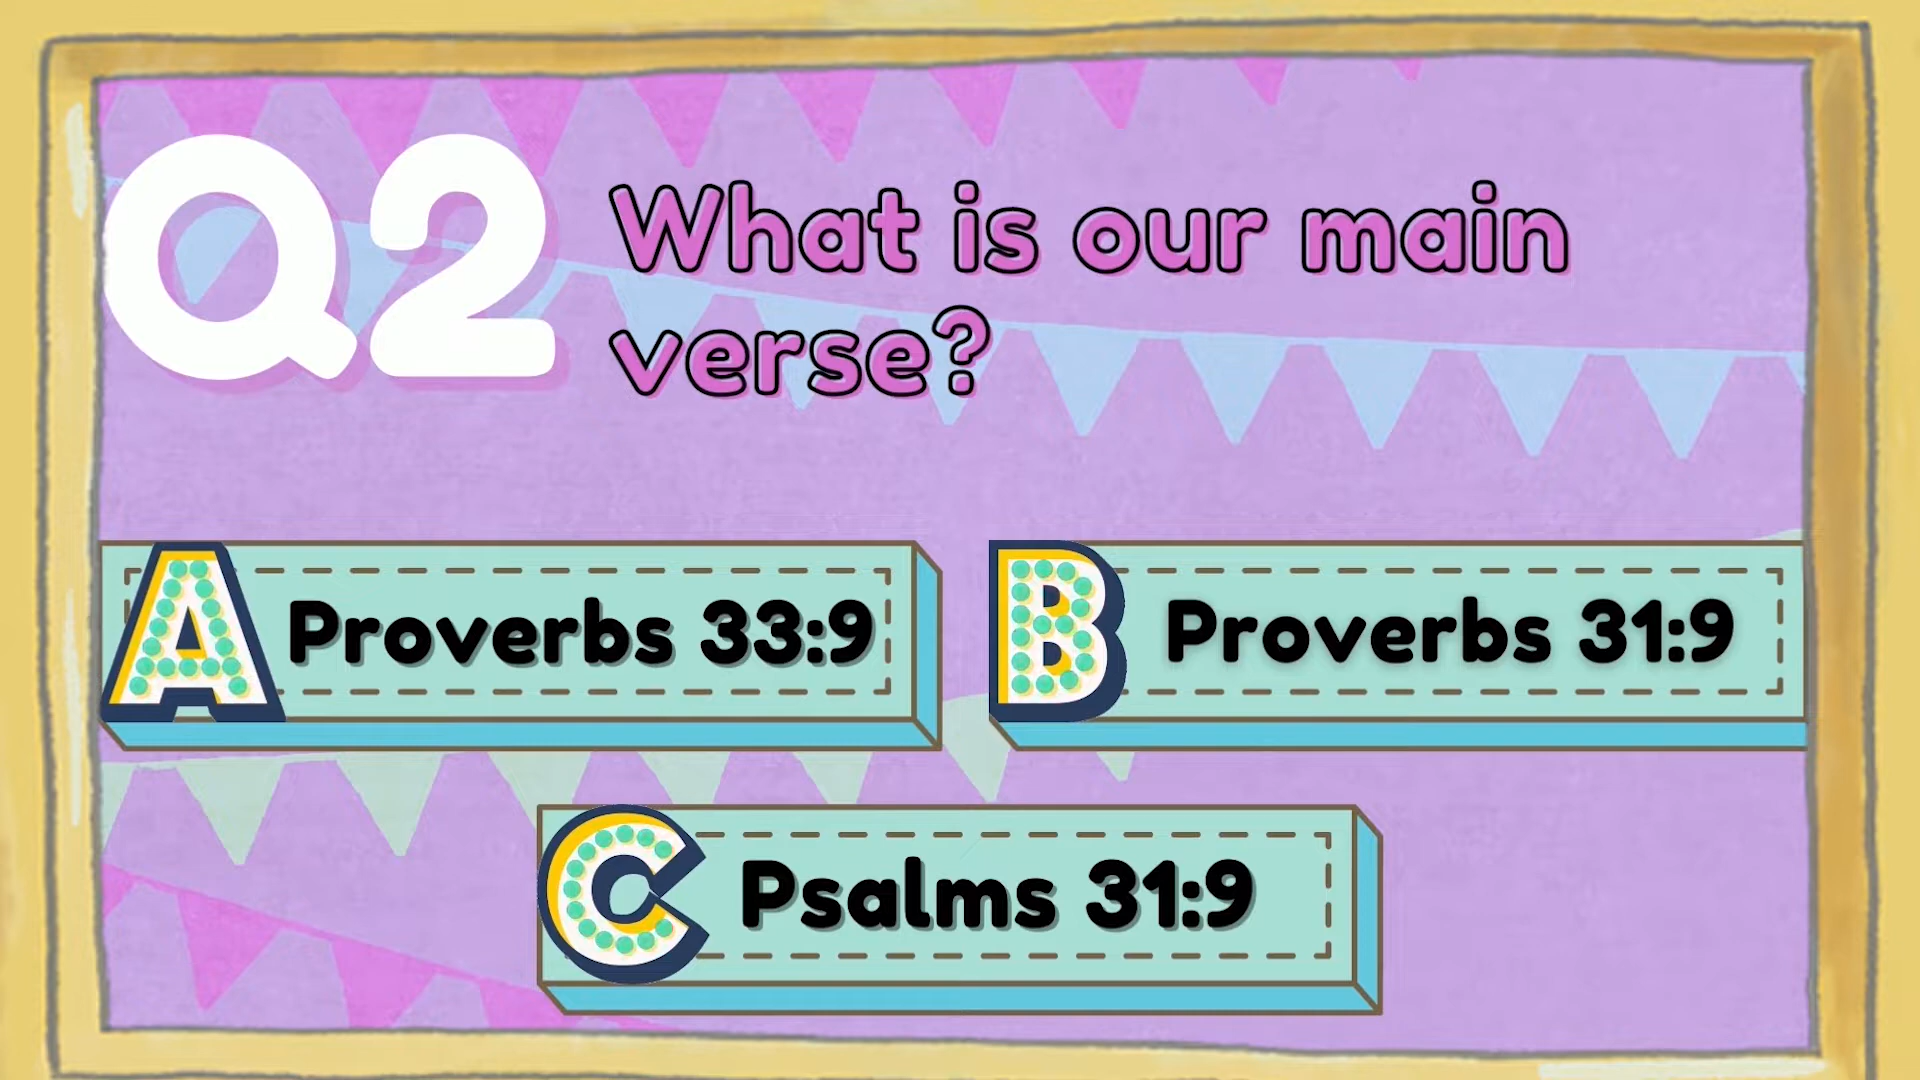 Q2
What is our main
verse?
A Proverbs 33:9
B Proverbs 31:9
C Psalms 31:9